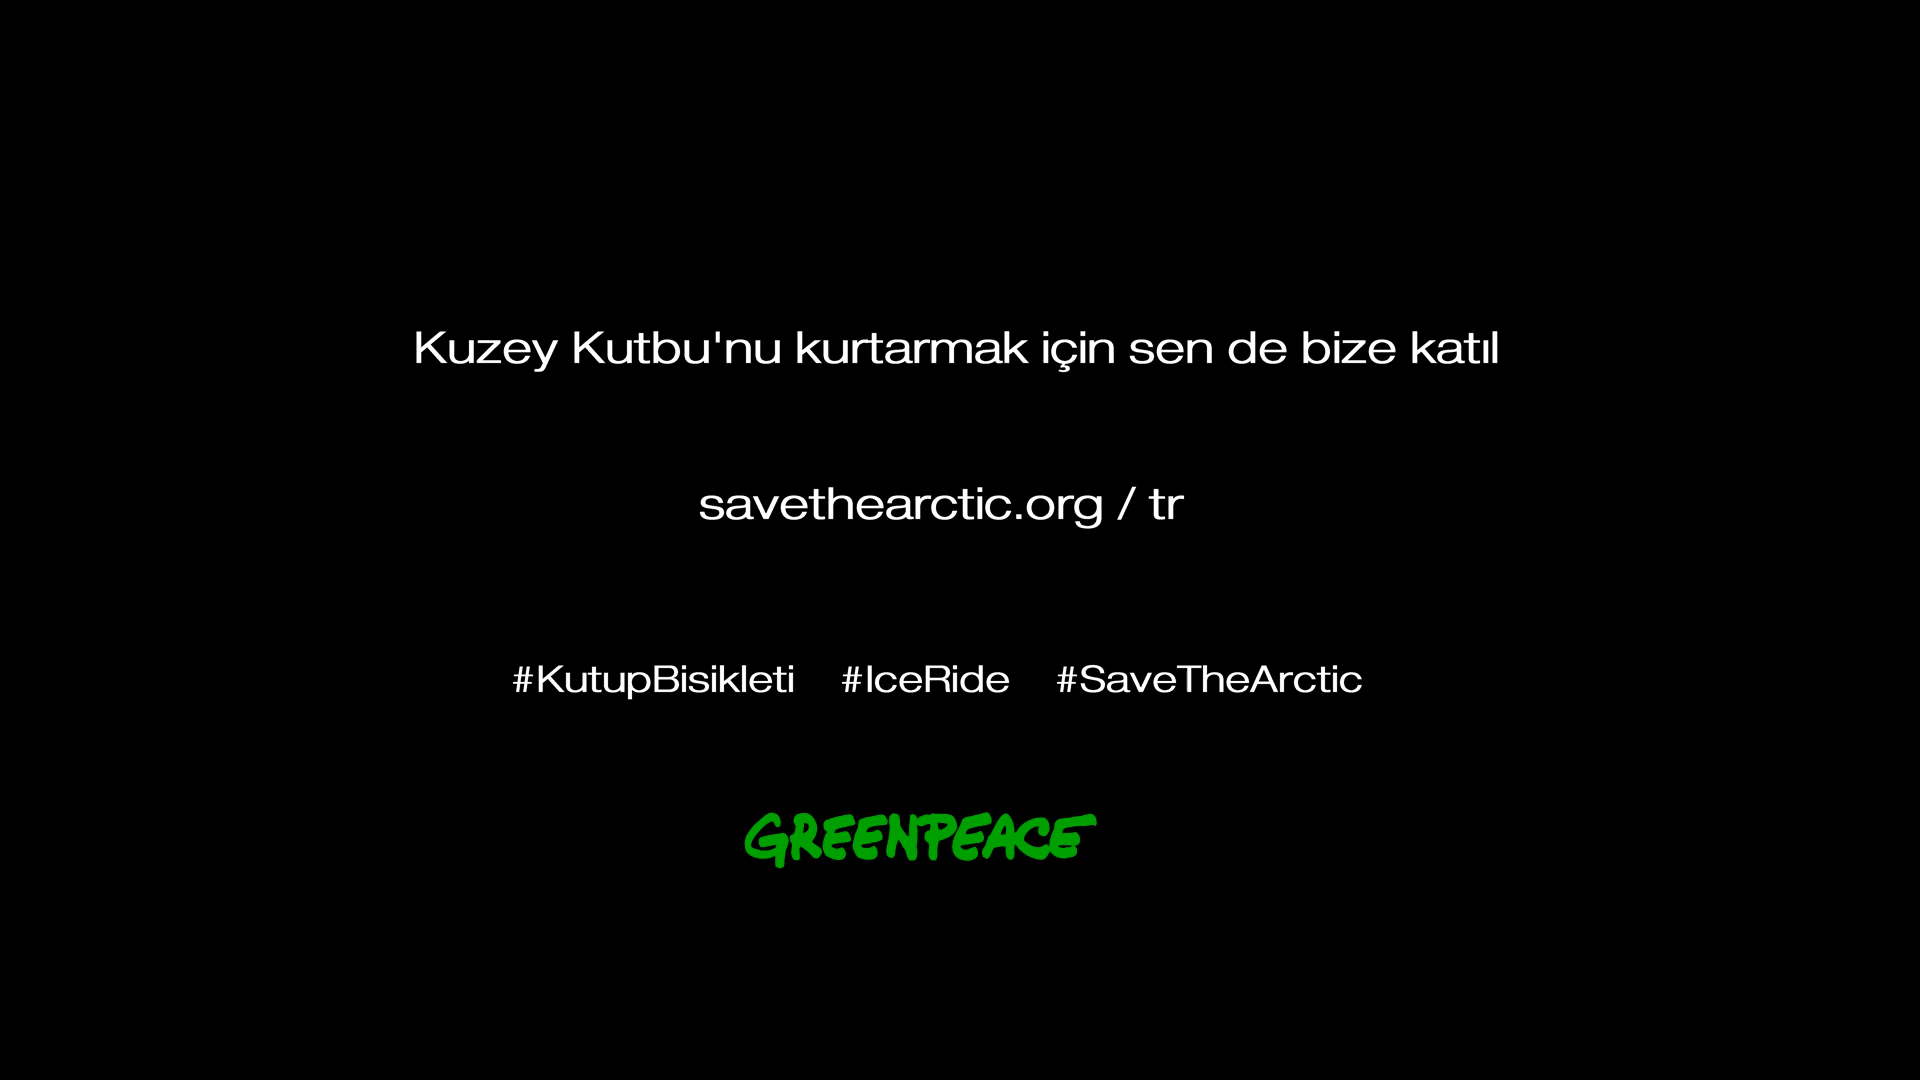 Kuzey Kutbu'nu kurtarmak için sen de bize katıl
savethearctic.org / tr
#KutupBisikleti #IceRide #SaveTheArctic
GREENPEACE